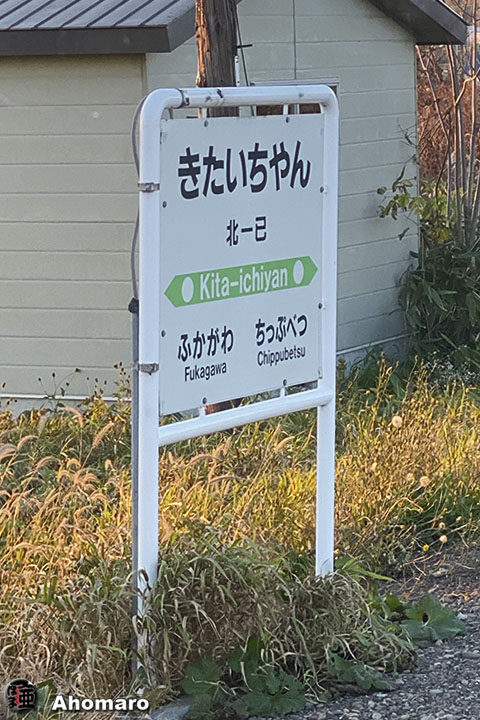 きたいちやん
北一已
Kita-ichiyan
ふかがわ ちっぷべつ
Fukagawa Chippubetsu
Ahomaro